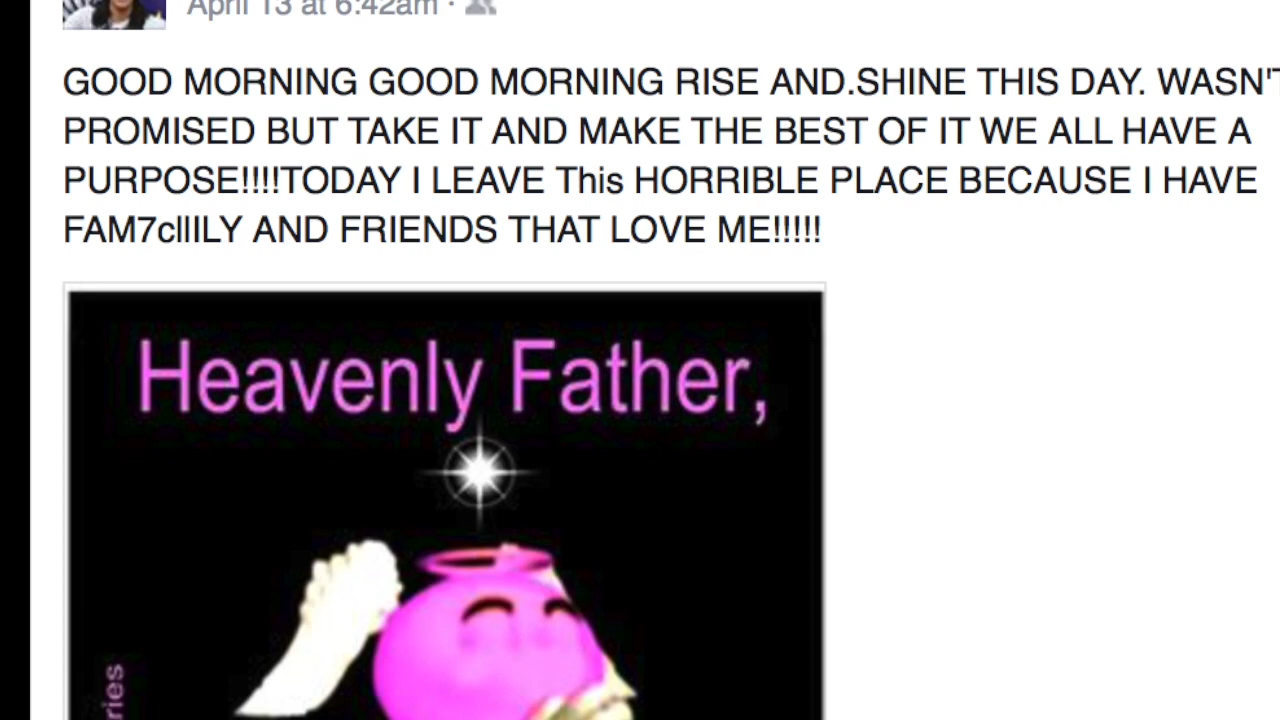 April 13 at 6:42am ·
GOOD MORNING GOOD MORNING RISE AND.SHINE THIS DAY. WASN'T
PROMISED BUT TAKE IT AND MAKE THE BEST OF IT WE ALL HAVE A
PURPOSE!!!!TODAY I LEAVE This HORRIBLE PLACE BECAUSE I HAVE
FAM7cllILY AND FRIENDS THAT LOVE ME!!!!!
Heavenly Father,
ries